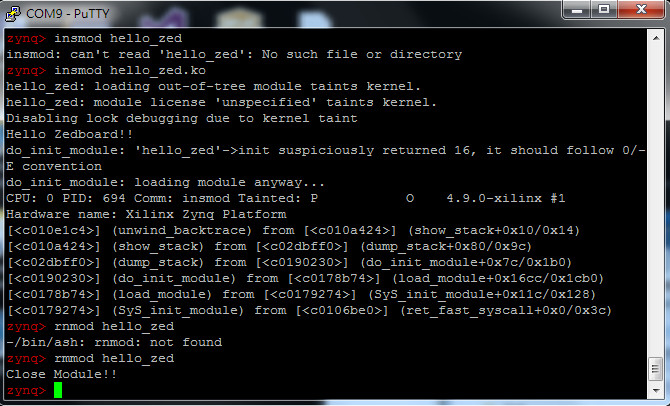 COM9 - PuTTY
zynq> insmod hello_zed
insmod: can't read 'hello_zed': No such file or directory
zynq> insmod hello_zed.ko
hello_zed: loading out-of-tree module taints kernel.
hello_zed: module license 'unspecified' taints kernel.
Disabling lock debugging due to kernel taint
Hello Zedboard!!
do_init_module: 'hello_zed'->init suspiciously returned 16, it should follow 0/-
E convention
do_init_module: loading module anyway...
CPU: 0 PID: 694 Comm: insmod Tainted: P           O    4.9.0-xilinx #1
Hardware name: Xilinx Zynq Platform
[<c010e1c4>] (unwind_backtrace) from [<c010a424>] (show_stack+0x10/0x14)
[<c010a424>] (show_stack) from [<c02dbff0>] (dump_stack+0x80/0x9c)
[<c02dbff0>] (dump_stack) from [<c0190230>] (do_init_module+0x7c/0x1b0)
[<c0190230>] (do_init_module) from [<c0178b74>] (load_module+0x16cc/0x1cb0)
[<c0178b74>] (load_module) from [<c0179274>] (SyS_init_module+0x11c/0x128)
[<c0179274>] (SyS_init_module) from [<c0106be0>] (ret_fast_syscall+0x0/0x3c)
zynq> rnmod hello_zed
-/bin/ash: rnmod: not found
zynq> rmmod hello_zed
Close Module!!
zynq>